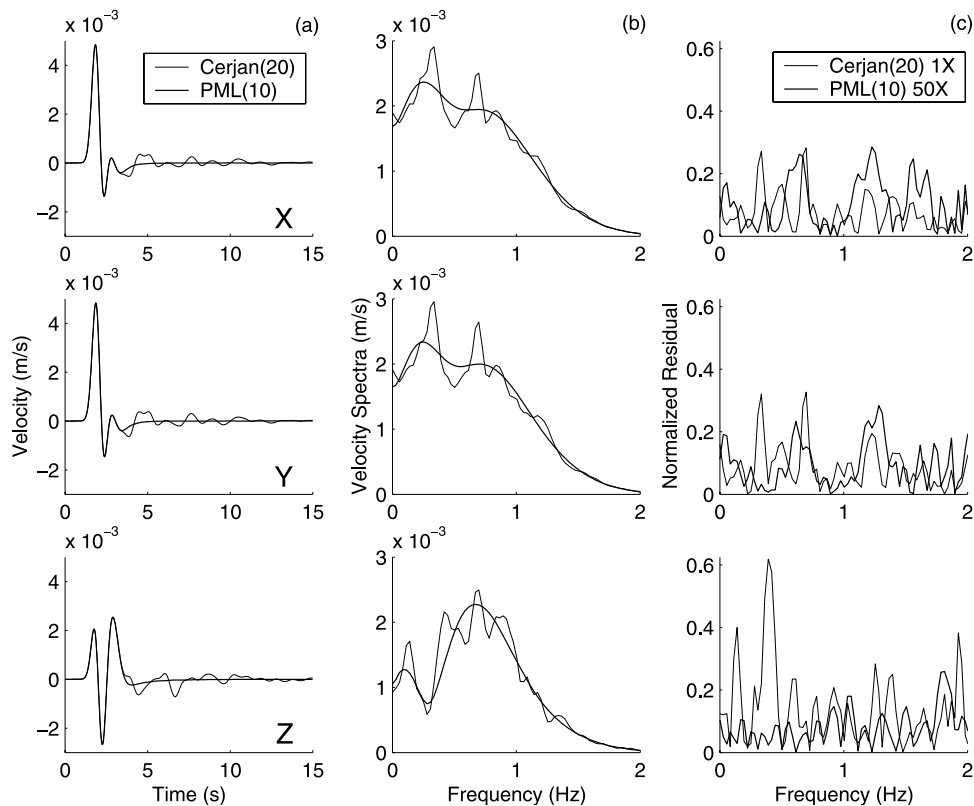 x 10⁻³ (a)
Cerjan(20)
PML(10)
4
2
0
−2
X
0 5 10 15
x 10⁻³ (b)
3
2
1
0
0 1 2
(c)
Cerjan(20) 1X
PML(10) 50X
0.6
0.4
0.2
0
0 1 2
Velocity (m/s)
x 10⁻³
4
2
0
−2
Y
0 5 10 15
Velocity Spectra (m/s)
x 10⁻³
3
2
1
0
0 1 2
Normalized Residual
0.6
0.4
0.2
0
0 1 2
x 10⁻³
4
2
0
−2
Z
0 5 10 15
Time (s)
x 10⁻³
3
2
1
0
0 1 2
Frequency (Hz)
0.6
0.4
0.2
0
0 1 2
Frequency (Hz)